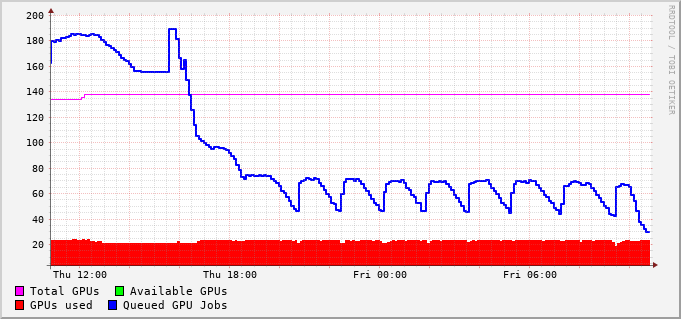 200
180
160
140
120
100
80
60
40
20
Thu 12:00 Thu 18:00 Fri 00:00 Fri 06:00
Total GPUs Available GPUs
GPUs used Queued GPU Jobs
RRDTOOL / TOBI OETIKER